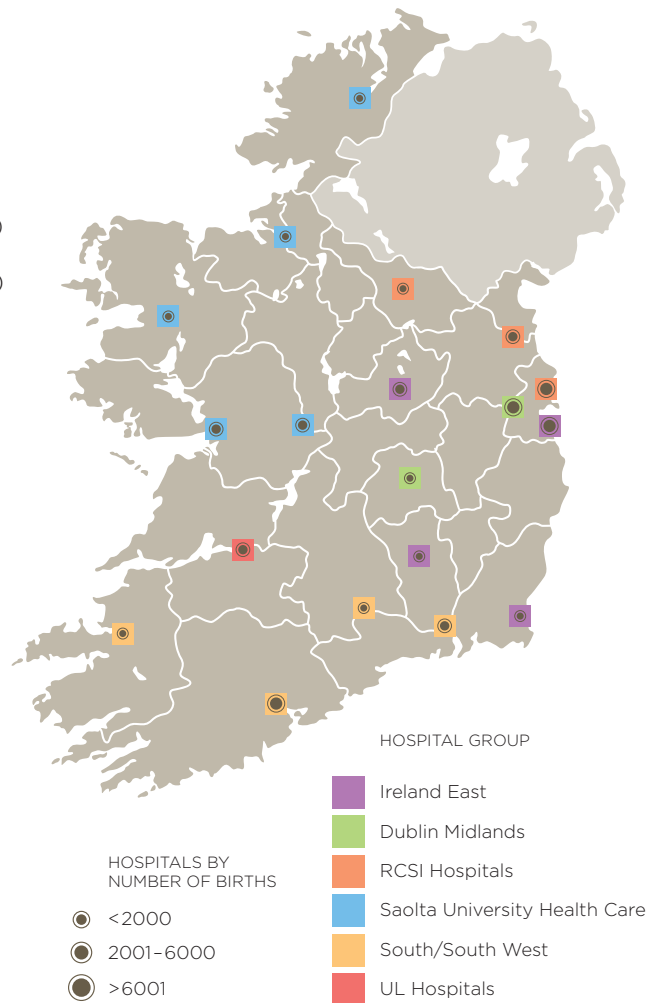 HOSPITAL GROUP
Ireland East
Dublin Midlands
RCSI Hospitals
Saolta University Health Care
South/South West
UL Hospitals
HOSPITALS BY
NUMBER OF BIRTHS
<2000
2001–6000
>6001